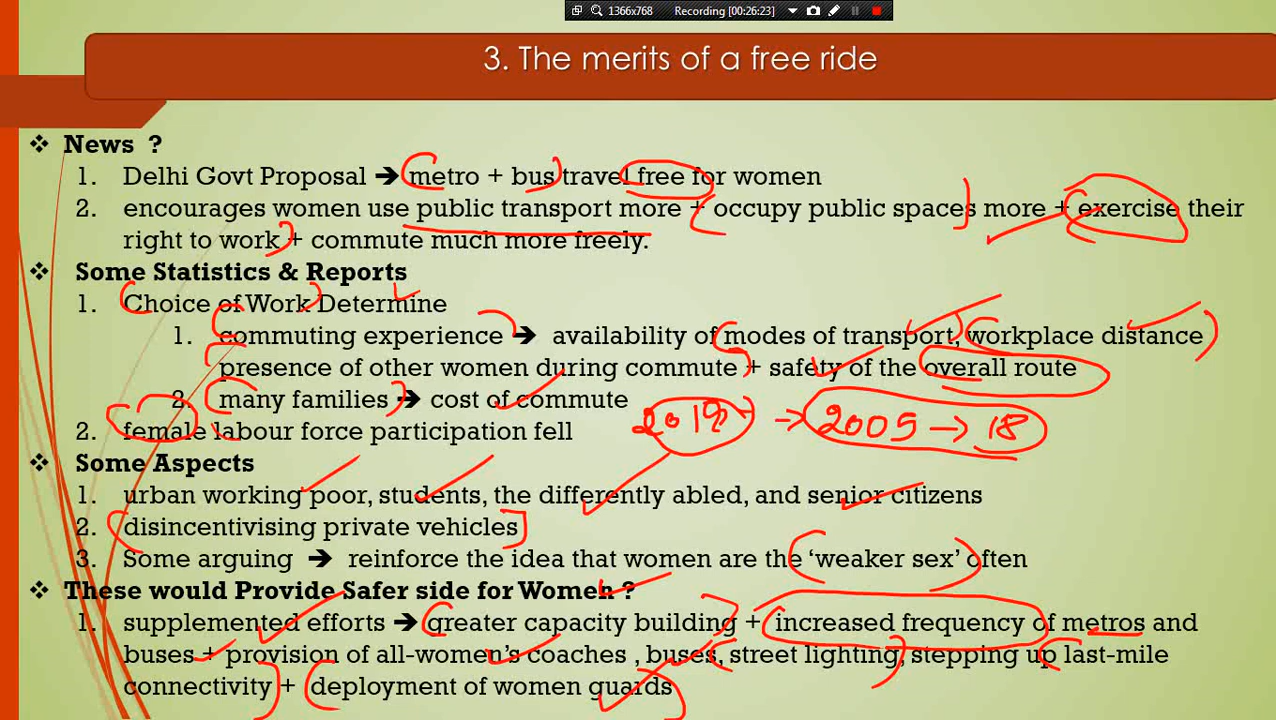 1366x768 Recording [00:26:23]
3. The merits of a free ride
❖ News ?
1. Delhi Govt Proposal ➔ metro + bus travel free for women
2. encourages women use public transport more + occupy public spaces more + exercise their
right to work + commute much more freely.
❖ Some Statistics & Reports
1. Choice of Work Determine
1. commuting experience ➔ availability of modes of transport, workplace distance
presence of other women during commute + safety of the overall route
2. many families ➔ cost of commute
2. female labour force participation fell 2019 → 2005 → 18
❖ Some Aspects
1. urban working poor, students, the differently abled, and senior citizens
2. disincentivising private vehicles
3. Some arguing ➔ reinforce the idea that women are the ‘weaker sex’ often
❖ These would Provide Safer side for Women ?
1. supplemented efforts ➔ greater capacity building + increased frequency of metros and
buses + provision of all-women’s coaches , buses, street lighting, stepping up last-mile
connectivity + deployment of women guards